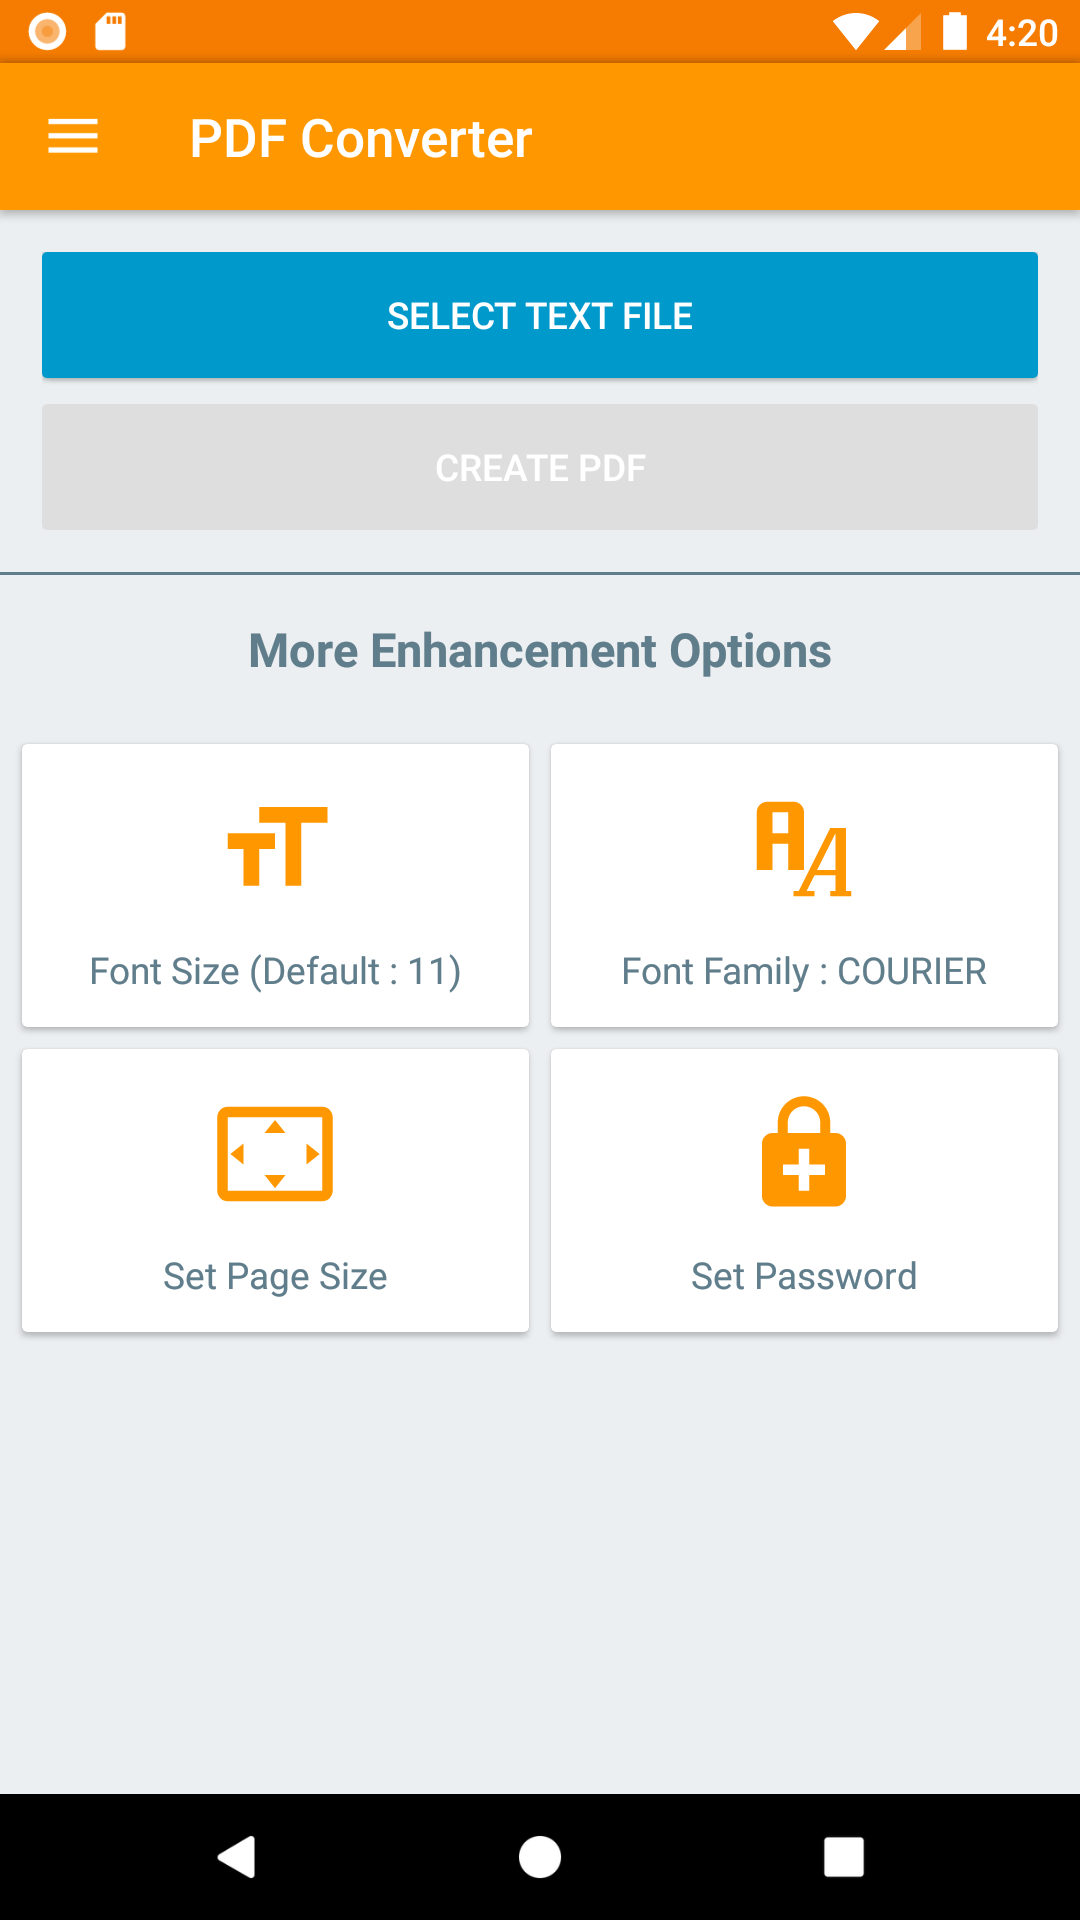 4:20
PDF Converter
SELECT TEXT FILE
CREATE PDF
More Enhancement Options
Font Size (Default : 11)
Font Family : COURIER
Set Page Size
Set Password